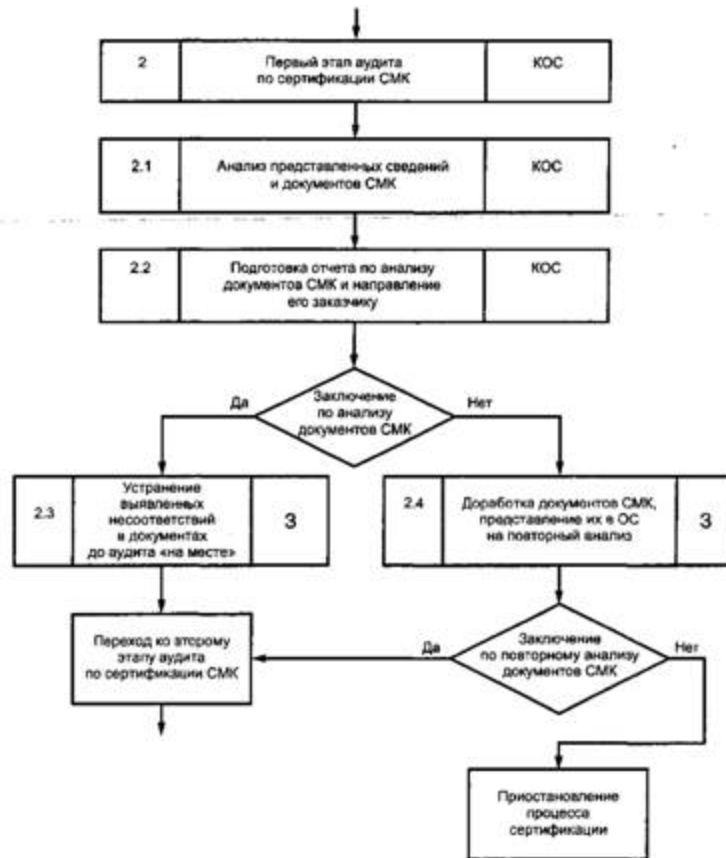 2
Первый этап аудита
по сертификации СМК
КОС
2.1
Анализ представленных сведений
и документов СМК
КОС
2.2
Подготовка отчета по анализу
документов СМК и направление
его заказчику
КОС
Заключение
по анализу
документов СМК
Да
Нет
2.3
Устранение
выявленных
несоответствий
в документах
до аудита «на месте»
3
2.4
Доработка документов СМК,
представление их в ОС
на повторный анализ
3
Переход ко второму
этапу аудита
по сертификации СМК
Да
Заключение
по повторному анализу
документов СМК
Нет
Приостановление
процесса
сертификации